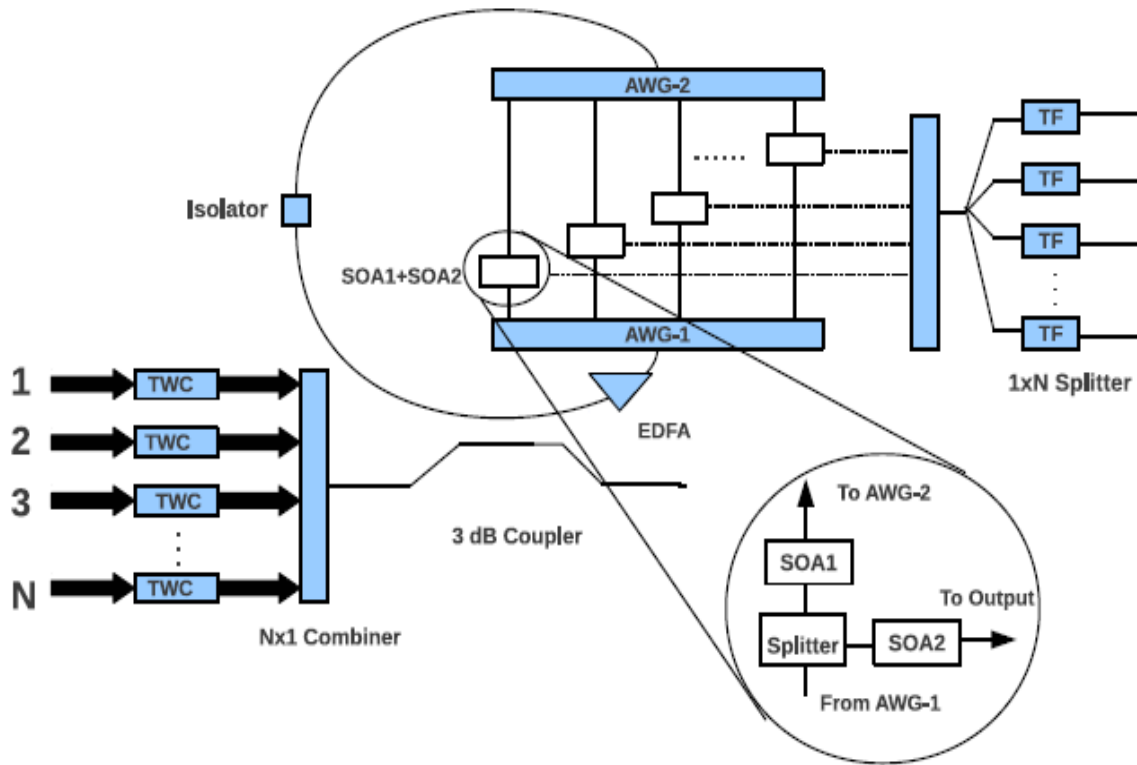 AWG-2
TF
TF
TF
TF
......
Isolator
SOA1+SOA2
AWG-1
1xN Splitter
EDFA
1
TWC
2
TWC
3
TWC
N
TWC
3 dB Coupler
Nx1 Combiner
To AWG-2
SOA1
To Output
Splitter
SOA2
From AWG-1